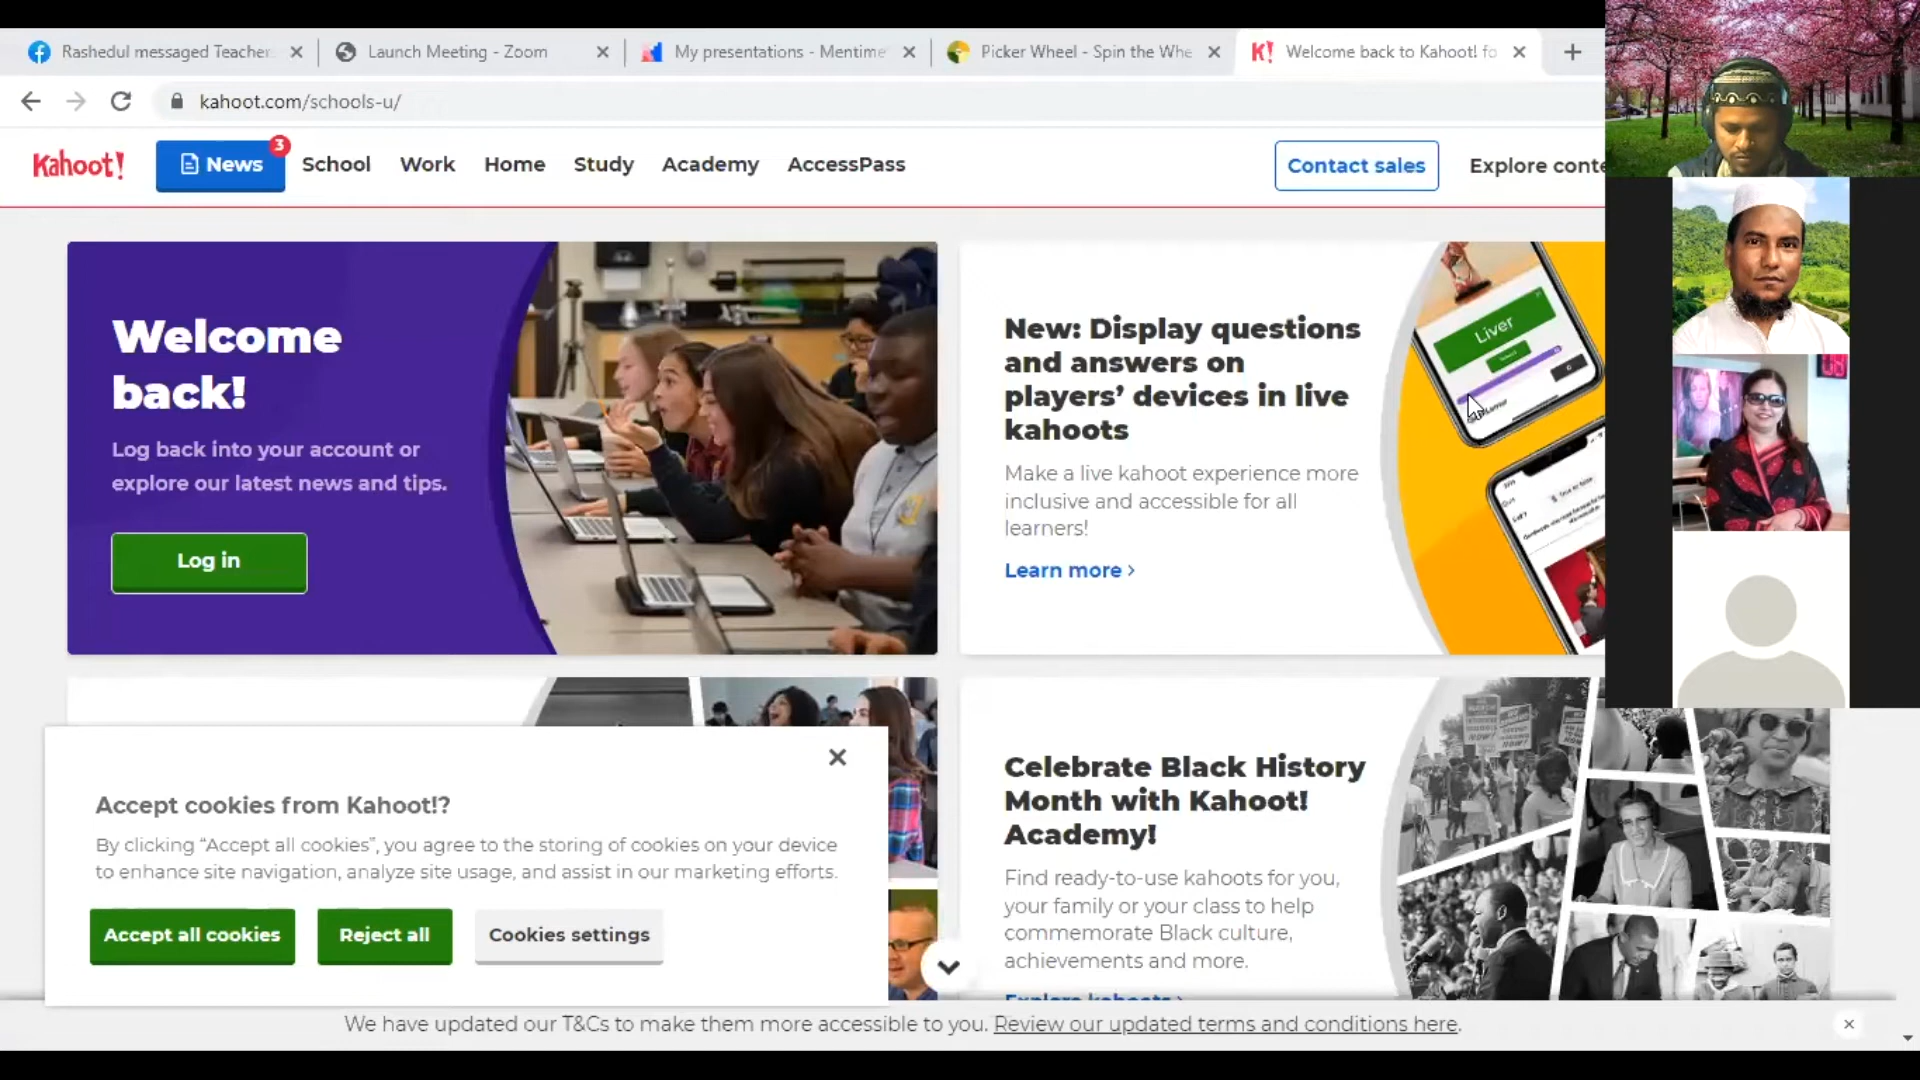 Rashedul messaged Teacher
Launch Meeting - Zoom
My presentations - Mentime
Picker Wheel - Spin the Whe
Welcome back to Kahoot! fo
kahoot.com/schools-u/
Kahoot!
News
3
School
Work
Home
Study
Academy
AccessPass
Contact sales
Explore conte
Welcome
back!
Log back into your account or
explore our latest news and tips.
Log in
New: Display questions
and answers on
players’ devices in live
kahoots
Make a live kahoot experience more
inclusive and accessible for all
learners!
Learn more ›
Liver
Accept cookies from Kahoot!?
By clicking “Accept all cookies”, you agree to the storing of cookies on your device
to enhance site navigation, analyze site usage, and assist in our marketing efforts.
Accept all cookies
Reject all
Cookies settings
Celebrate Black History
Month with Kahoot!
Academy!
Find ready-to-use kahoots for you,
your family or your class to help
commemorate Black culture,
achievements and more.
Explore kahoots ›
We have updated our T&Cs to make them more accessible to you. Review our updated terms and conditions here.